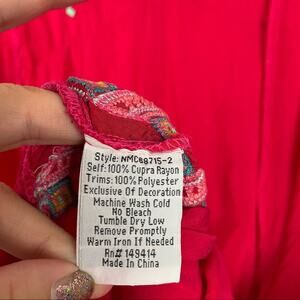 Style: NMC68715-2
Self:100% Cupra Rayon
Trims:100% Polyester
Exclusive Of Decoration
Machine Wash Cold
No Bleach
Tumble Dry Low
Remove Promptly
Warm Iron If Needed
Rn# 149414
Made In China